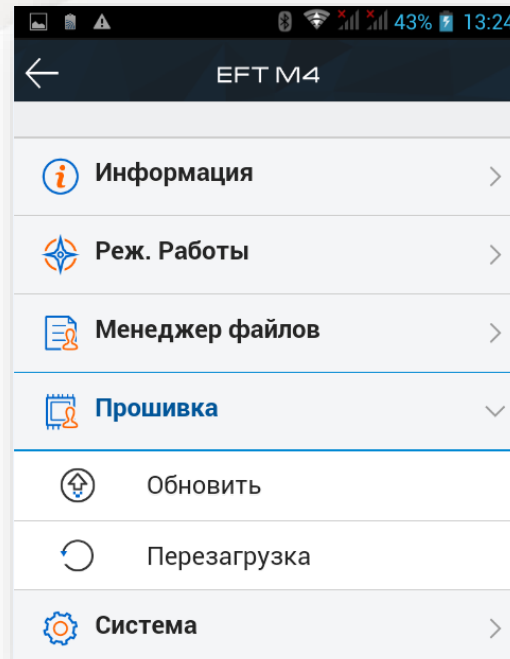 43% 13:24
EFT M4
Информация
Реж. Работы
Менеджер файлов
Прошивка
Обновить
Перезагрузка
Система